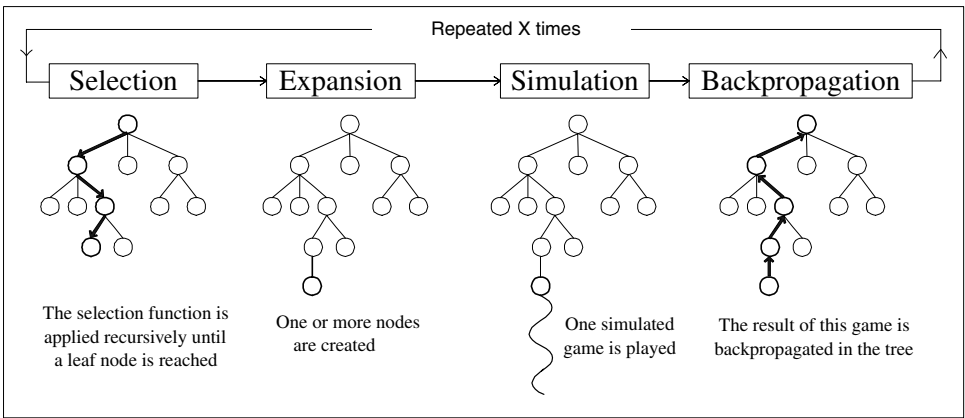 Repeated X times
Selection
Expansion
Simulation
Backpropagation
The selection function is
applied recursively until
a leaf node is reached
One or more nodes
are created
One simulated
game is played
The result of this game is
backpropagated in the tree